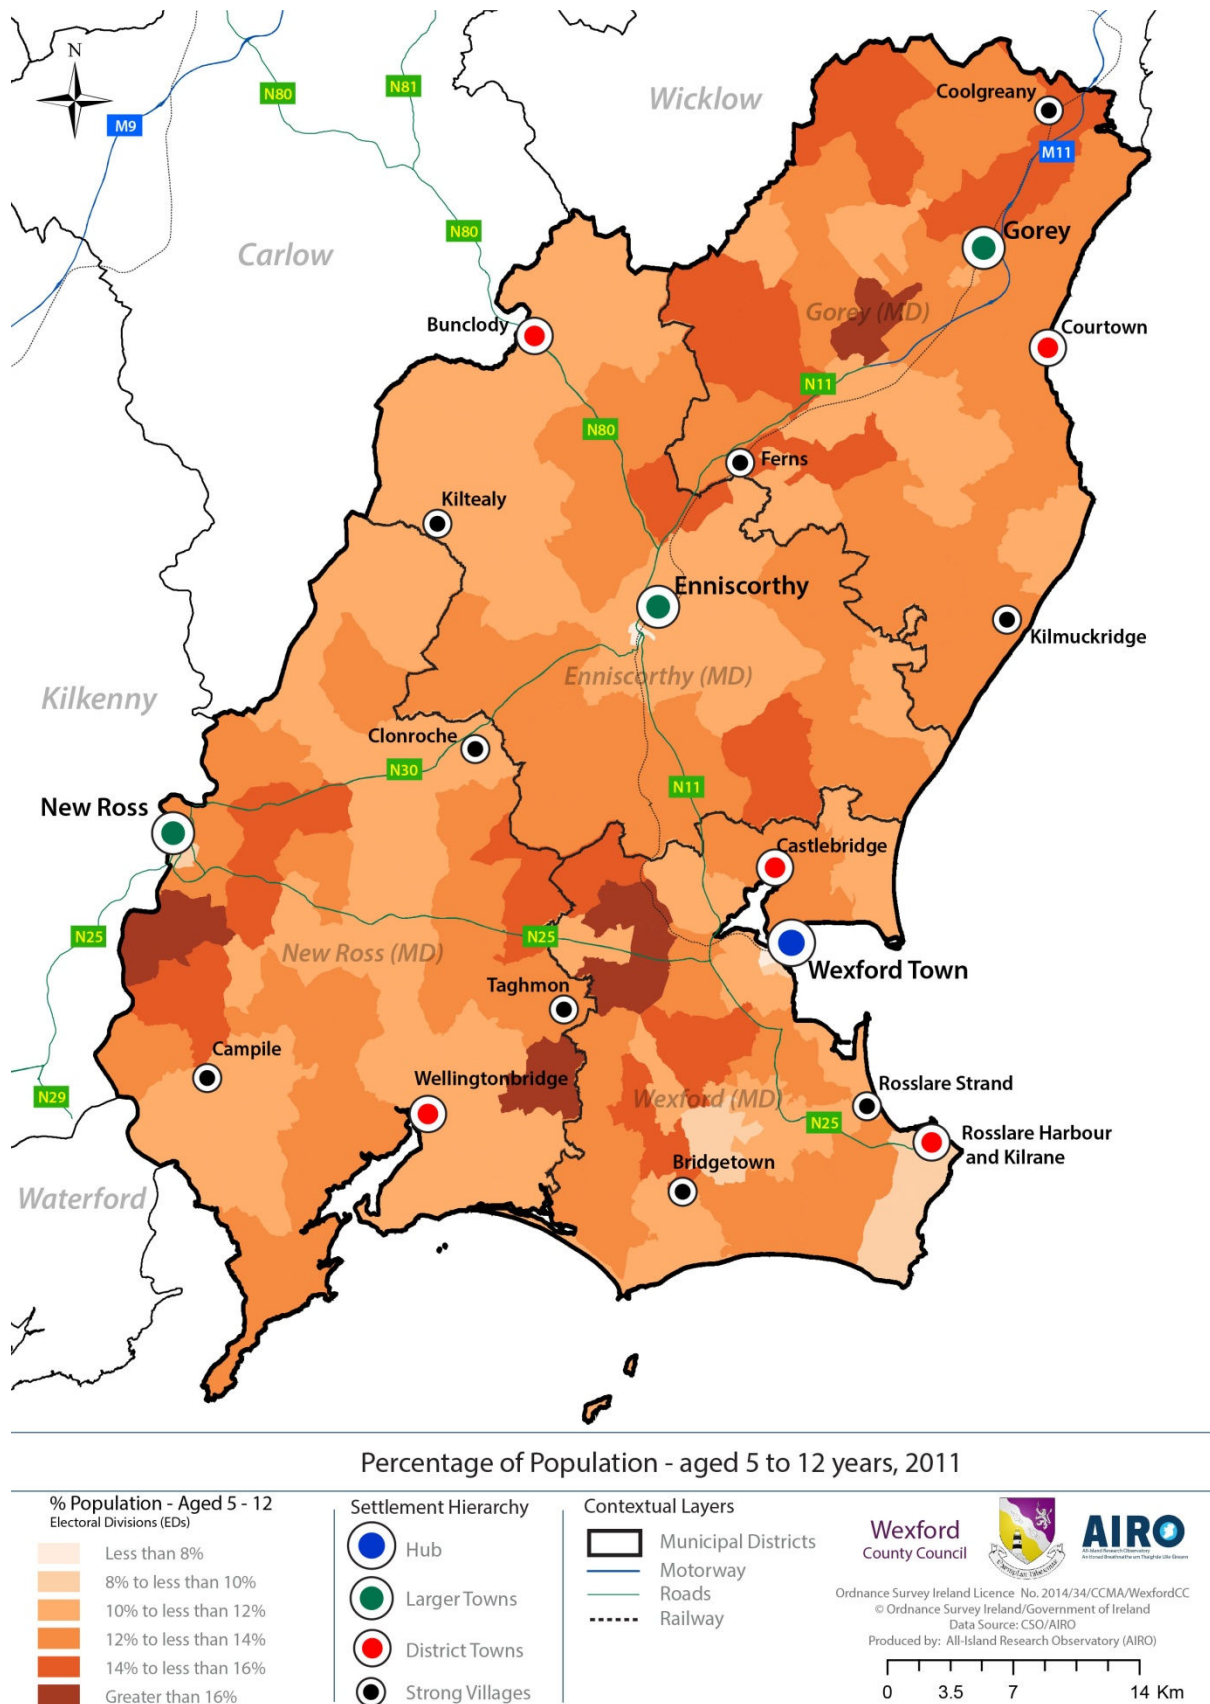 N
N80
N81
Wicklow
Coolgreany
M9
M11
N80
Carlow
Gorey
Bunclody
Gorey (MD)
Courtown
N11
N80
Ferns
Kiltealy
Enniscorthy
Kilmuckridge
Enniscorthy (MD)
Kilkenny
Clonroche
N30
N11
New Ross
Castlebridge
N25
N25
New Ross (MD)
Wexford Town
Taghmon
Campile
Wellingtonbridge
Rosslare Strand
N29
Wexford (MD)
N25
Rosslare Harbour
and Kilrane
Bridgetown
Waterford
Percentage of Population - aged 5 to 12 years, 2011
% Population - Aged 5 - 12
Electoral Divisions (EDs)
Less than 8%
8% to less than 10%
10% to less than 12%
12% to less than 14%
14% to less than 16%
Greater than 16%
Settlement Hierarchy
Hub
Larger Towns
District Towns
Strong Villages
Contextual Layers
Municipal Districts
Motorway
Roads
Railway
Wexford
County Council
AIRO
All-Island Research Observatory
Ordnance Survey Ireland Licence No. 2014/34/CCMA/WexfordCC
© Ordnance Survey Ireland/Government of Ireland
Data Source: CSO/AIRO
Produced by: All-Island Research Observatory (AIRO)
0 3.5 7 14 Km